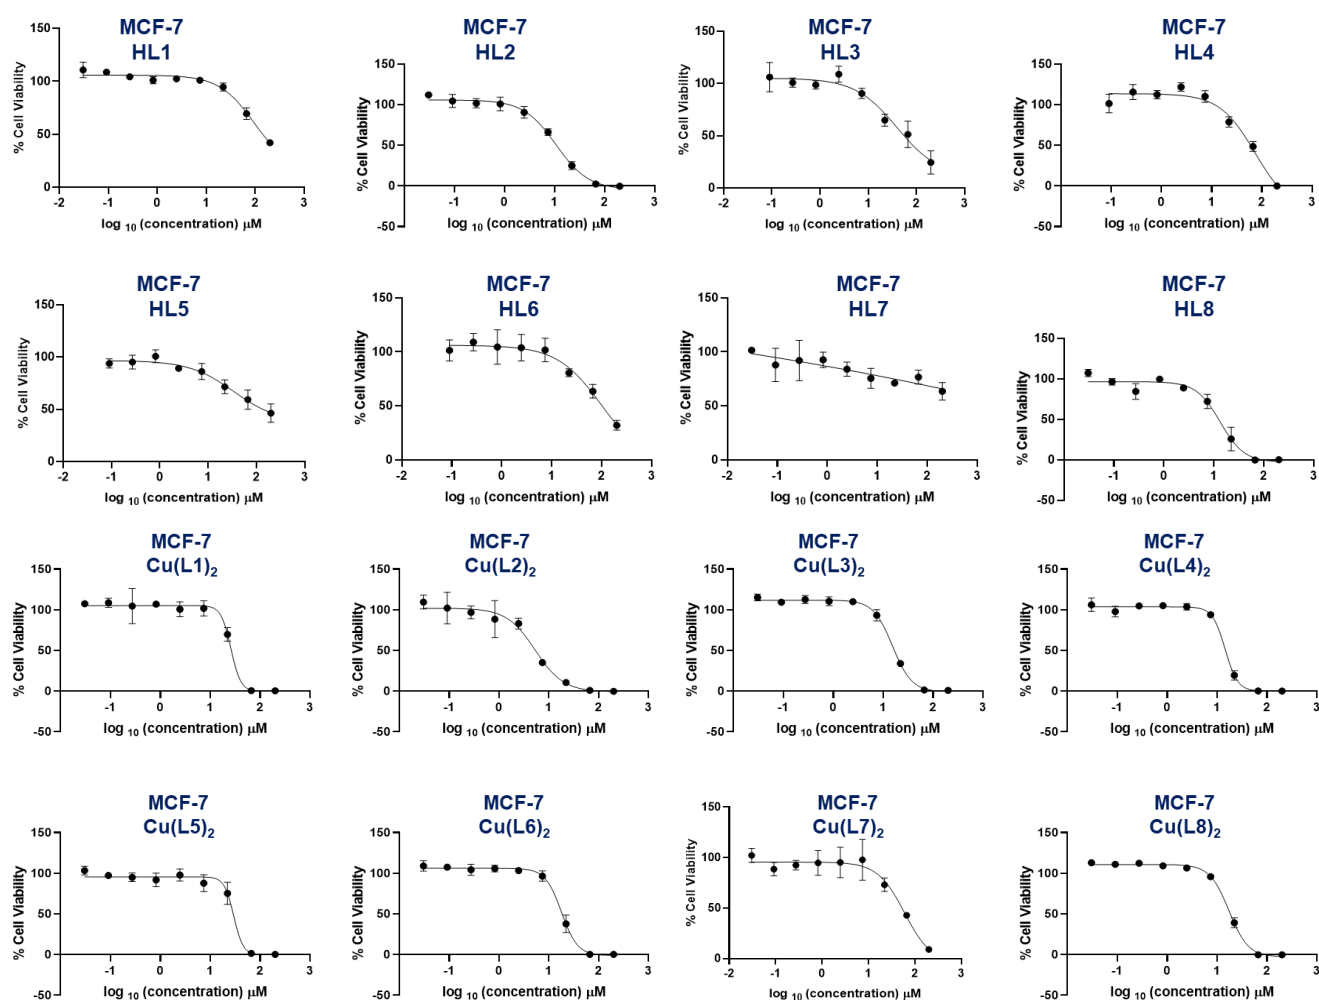 MCF-7
HL1
% Cell Viability
150
100
50
0
-2 -1 0 1 2 3
log 10 (concentration) μM
MCF-7
HL2
% Cell Viability
150
100
50
0
-50
-1 0 1 2 3
log 10 (concentration) μM
MCF-7
HL3
% Cell Viability
150
100
50
0
-2 -1 0 1 2 3
log 10 (concentration) μM
MCF-7
HL4
% Cell Viability
150
100
50
0
-50
-1 0 1 2 3
log 10 (concentration) μM
MCF-7
HL5
% Cell Viability
150
100
50
0
-2 -1 0 1 2 3
log 10 (concentration) μM
MCF-7
HL6
% Cell Viability
150
100
50
0
-2 -1 0 1 2 3
log 10 (concentration) μM
MCF-7
HL7
% Cell Viability
150
100
50
0
-2 -1 0 1 2 3
log 10 (concentration) μM
MCF-7
HL8
% Cell Viability
150
100
50
0
-50
-1 0 1 2 3
log 10 (concentration) μM
MCF-7
Cu(L1)2
% Cell Viability
150
100
50
0
-50
-1 0 1 2 3
log 10 (concentration) μM
MCF-7
Cu(L2)2
% Cell Viability
150
100
50
0
-50
-1 0 1 2 3
log 10 (concentration) μM
MCF-7
Cu(L3)2
% Cell Viability
150
100
50
0
-50
-1 0 1 2 3
log 10 (concentration) μM
MCF-7
Cu(L4)2
% Cell Viability
150
100
50
0
-50
-1 0 1 2 3
log 10 (concentration) μM
MCF-7
Cu(L5)2
% Cell Viability
150
100
50
0
-50
-1 0 1 2 3
log 10 (concentration) μM
MCF-7
Cu(L6)2
% Cell Viability
150
100
50
0
-50
-1 0 1 2 3
log 10 (concentration) μM
MCF-7
Cu(L7)2
% Cell Viability
150
100
50
0
-2 -1 0 1 2 3
log 10 (concentration) μM
MCF-7
Cu(L8)2
% Cell Viability
150
100
50
0
-50
-1 0 1 2 3
log 10 (concentration) μM